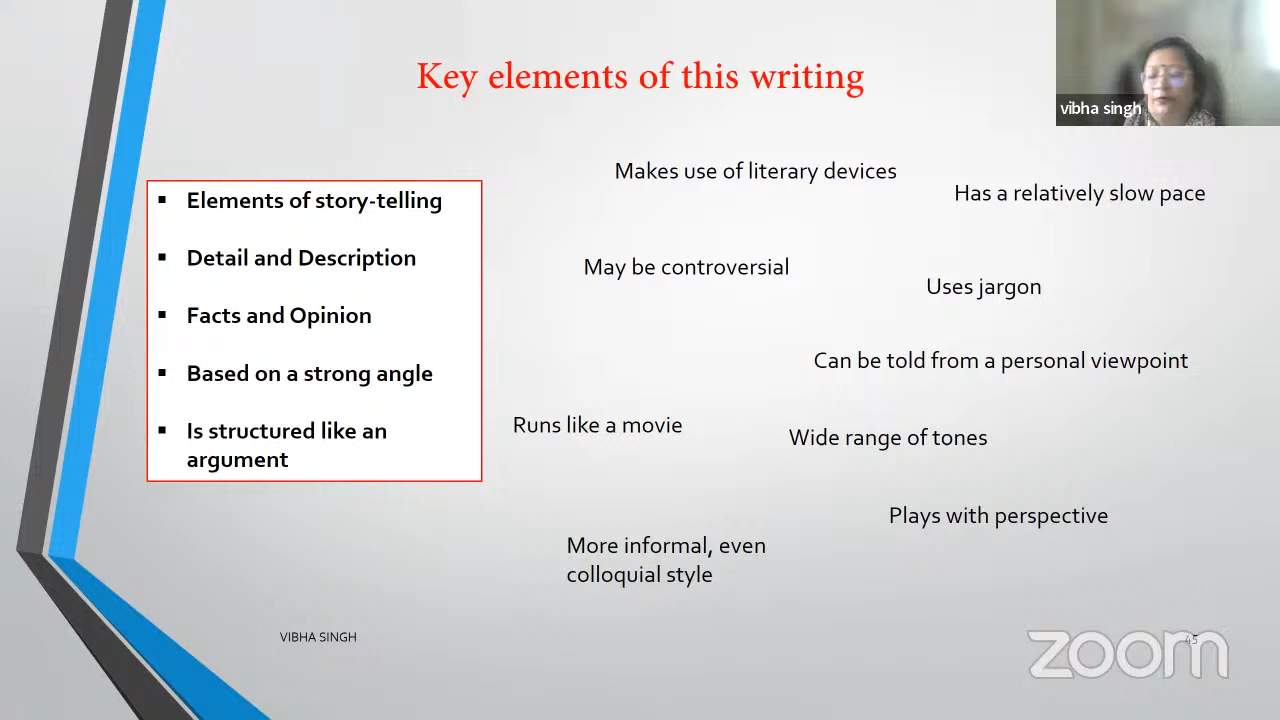 Key elements of this writing
vibha singh
Makes use of literary devices
Has a relatively slow pace
▪ Elements of story-telling
▪ Detail and Description
▪ Facts and Opinion
▪ Based on a strong angle
▪ Is structured like an
argument
May be controversial
Uses jargon
Can be told from a personal viewpoint
Runs like a movie
Wide range of tones
Plays with perspective
More informal, even
colloquial style
VIBHA SINGH
45
zoom